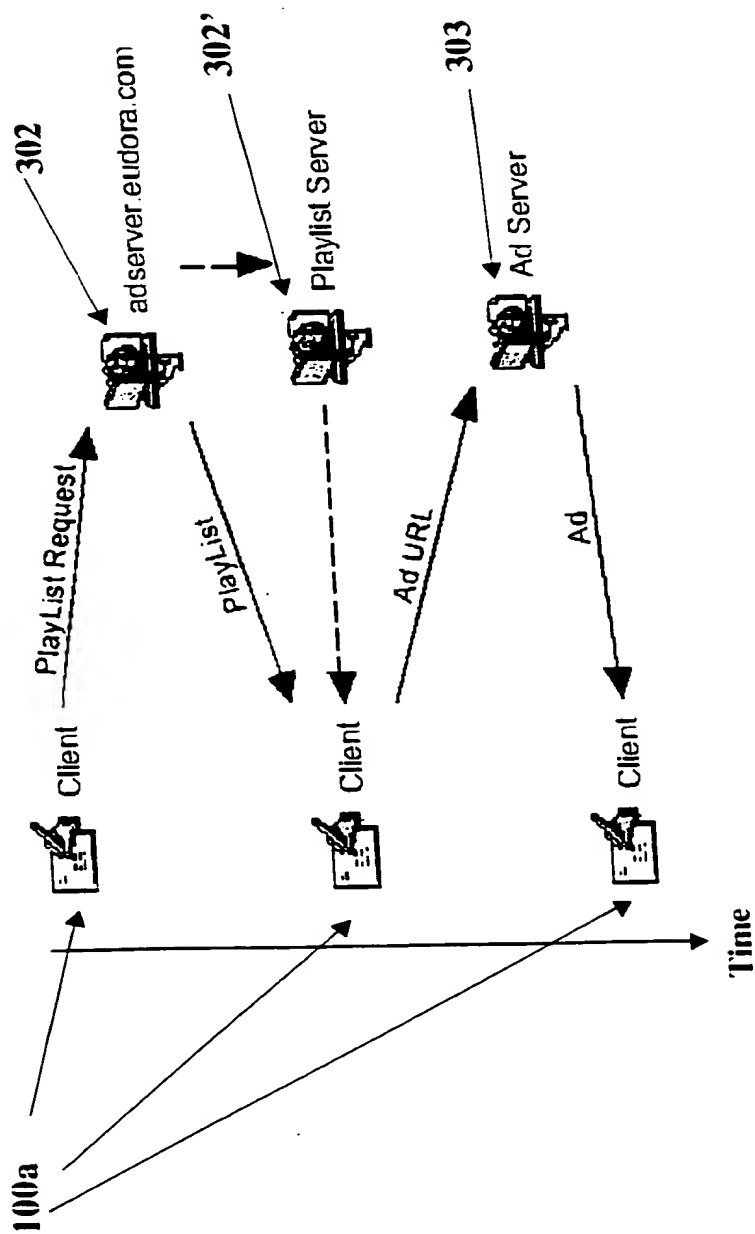 100a
Client
PlayList Request
302
adserver.eudora.com
PlayList
302'
Playlist Server
Client
Ad URL
303
Ad Server
Ad
Client
Time